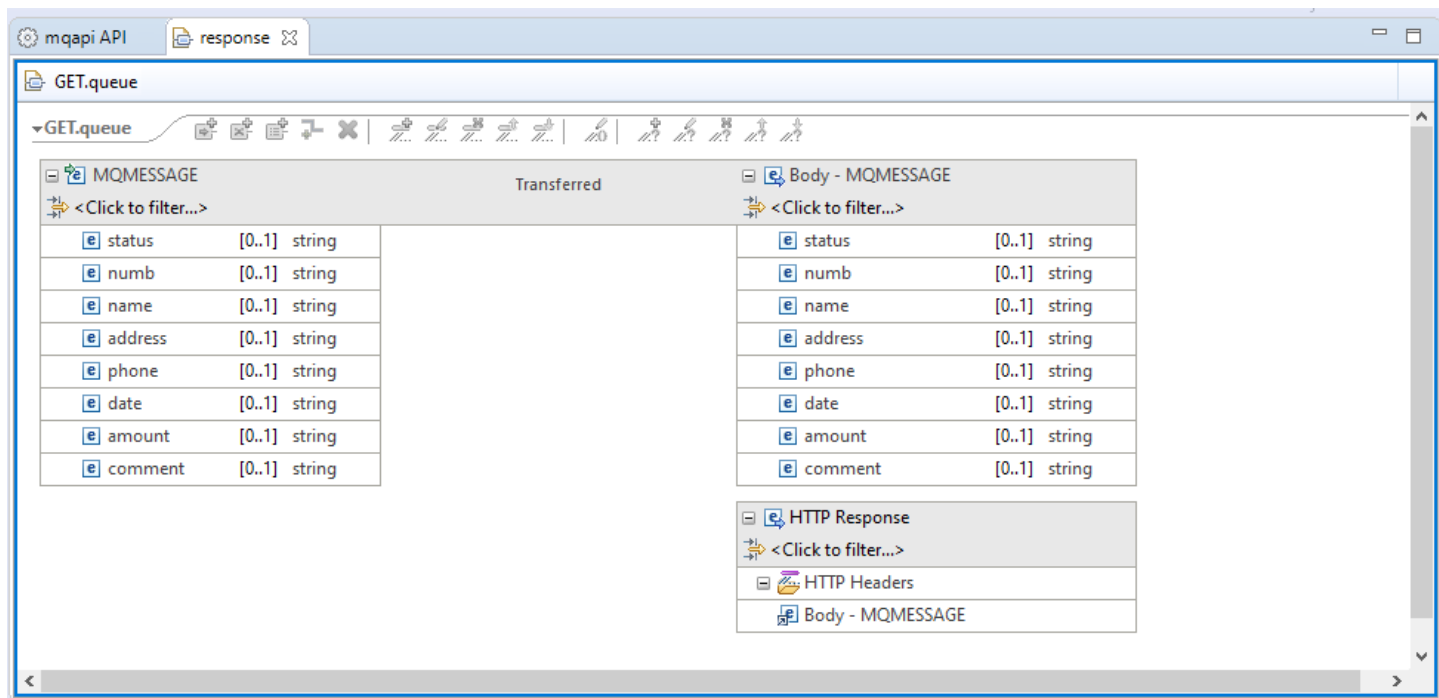 mqapi API
response
GET.queue
GET.queue
MQMESSAGE
Transferred
Body - MQMESSAGE
<Click to filter...>
<Click to filter...>
status [0..1] string
status [0..1] string
numb [0..1] string
numb [0..1] string
name [0..1] string
name [0..1] string
address [0..1] string
address [0..1] string
phone [0..1] string
phone [0..1] string
date [0..1] string
date [0..1] string
amount [0..1] string
amount [0..1] string
comment [0..1] string
comment [0..1] string
HTTP Response
<Click to filter...>
HTTP Headers
Body - MQMESSAGE